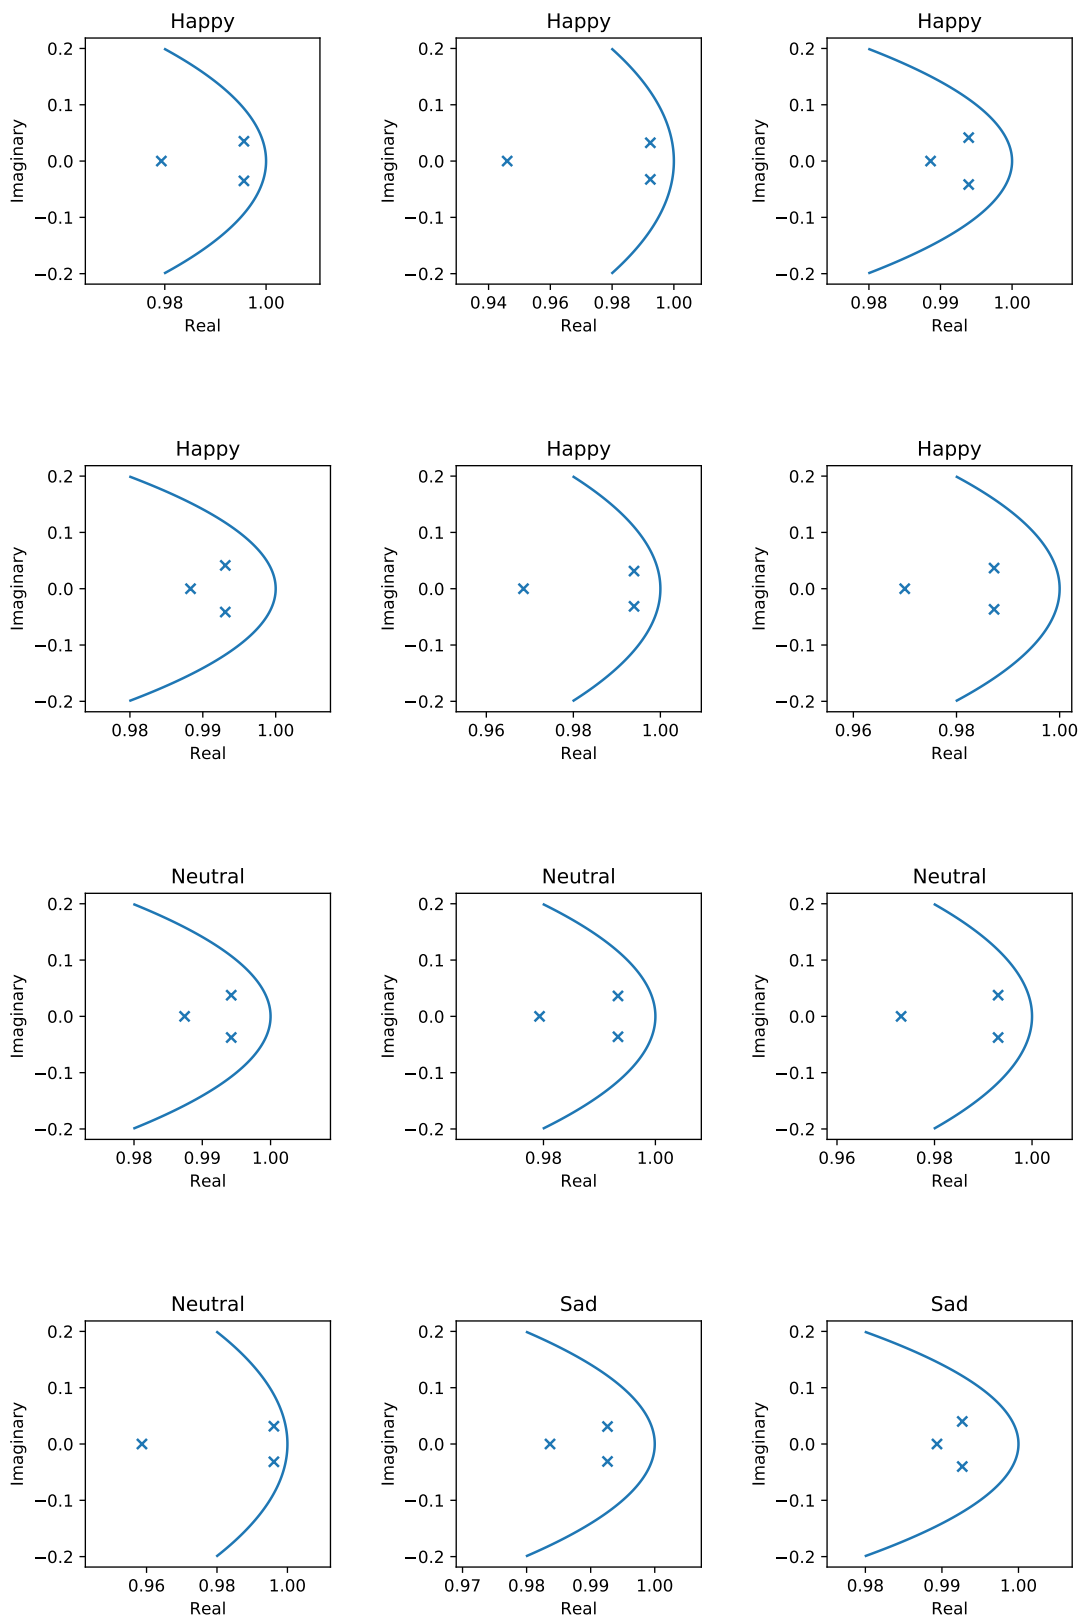 Happy Happy Happy
0.2 0.2 0.2
0.1 0.1 0.1
Imaginary Imaginary Imaginary
0.0 0.0 0.0
−0.1 −0.1 −0.1
−0.2 −0.2 −0.2
0.98 1.00 0.94 0.96 0.98 1.00 0.98 0.99 1.00
Real Real Real
Happy Happy Happy
0.2 0.2 0.2
0.1 0.1 0.1
Imaginary Imaginary Imaginary
0.0 0.0 0.0
−0.1 −0.1 −0.1
−0.2 −0.2 −0.2
0.98 0.99 1.00 0.96 0.98 1.00 0.96 0.98 1.00
Real Real Real
Neutral Neutral Neutral
0.2 0.2 0.2
0.1 0.1 0.1
Imaginary Imaginary Imaginary
0.0 0.0 0.0
−0.1 −0.1 −0.1
−0.2 −0.2 −0.2
0.98 0.99 1.00 0.98 1.00 0.96 0.98 1.00
Real Real Real
Neutral Sad Sad
0.2 0.2 0.2
0.1 0.1 0.1
Imaginary Imaginary Imaginary
0.0 0.0 0.0
−0.1 −0.1 −0.1
−0.2 −0.2 −0.2
0.96 0.98 1.00 0.97 0.98 0.99 1.00 0.98 0.99 1.00
Real Real Real